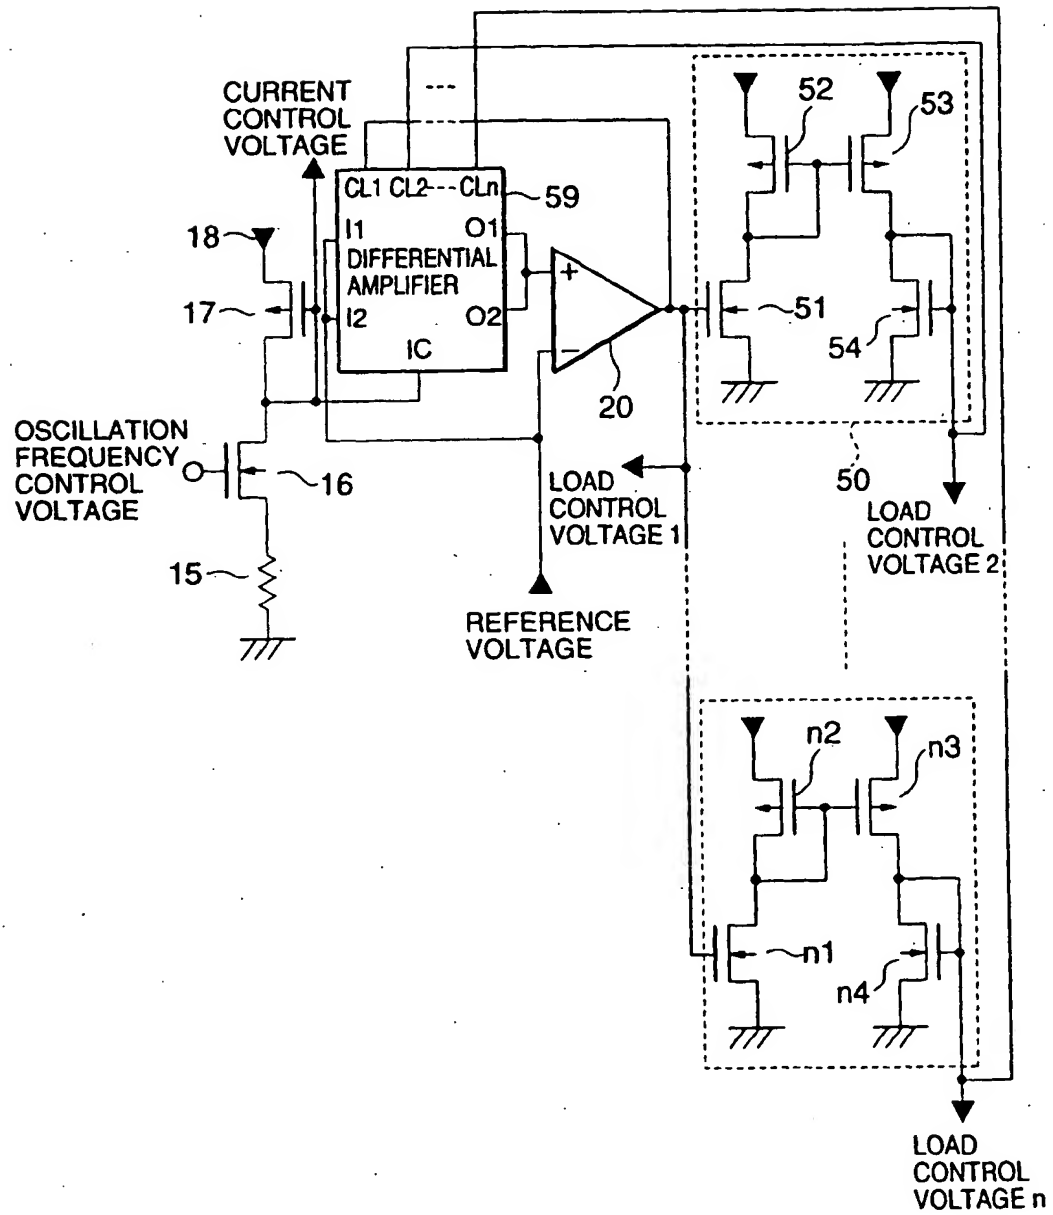 CURRENT
CONTROL
VOLTAGE
CL1 CL2---CLn
59
I1
O1
DIFFERENTIAL
AMPLIFIER
I2
O2
IC
18
17
+
−
20
52
53
51
54
50
OSCILLATION
FREQUENCY
CONTROL
VOLTAGE
16
15
LOAD
CONTROL
VOLTAGE 1
LOAD
CONTROL
VOLTAGE 2
REFERENCE
VOLTAGE
n2
n3
n1
n4
LOAD
CONTROL
VOLTAGE n